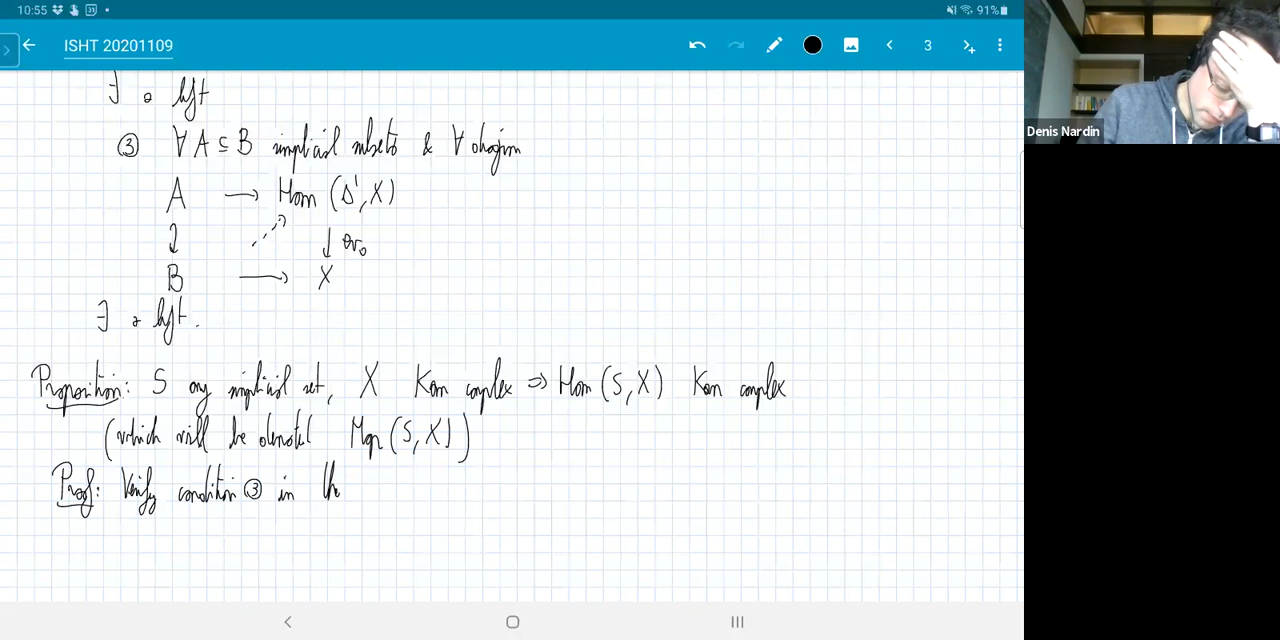 10:55 31 91%
ISHT 20201109
3
∃ a lift
③ ∀ A ⊆ B simplicial subsets & ∀ diagram
A → Hom (Δ¹, X)
↓ ev₀
B → X
∃ a lift.
Proposition: S any simplicial set, X Kan complex ⇒ Hom (S, X) Kan complex
(which will be denoted Map (S, X))
Proof: Verify condition ③ in the
Denis Nardin